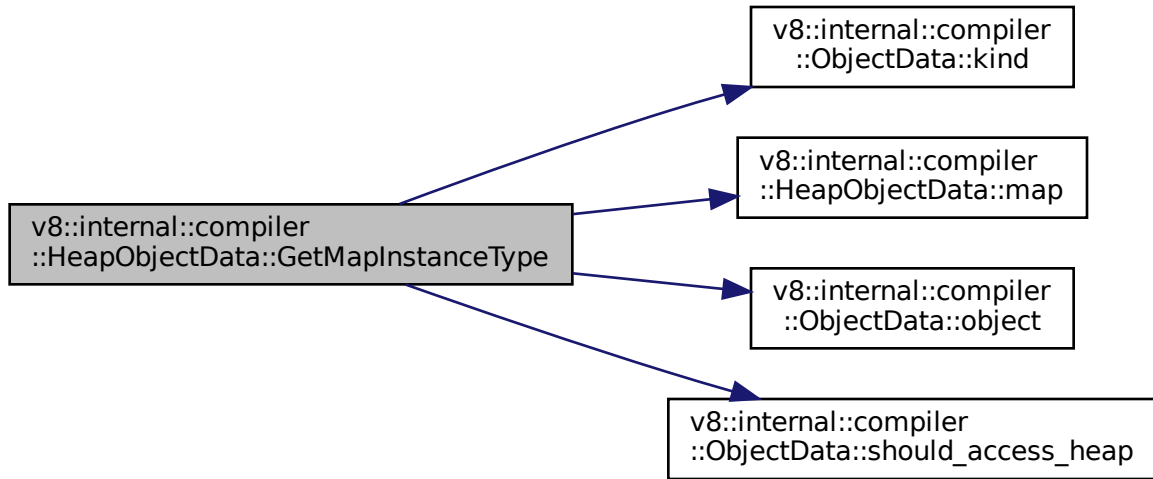 v8::internal::compiler
::ObjectData::kind
v8::internal::compiler
::HeapObjectData::map
v8::internal::compiler
::HeapObjectData::GetMapInstanceType
v8::internal::compiler
::ObjectData::object
v8::internal::compiler
::ObjectData::should_access_heap